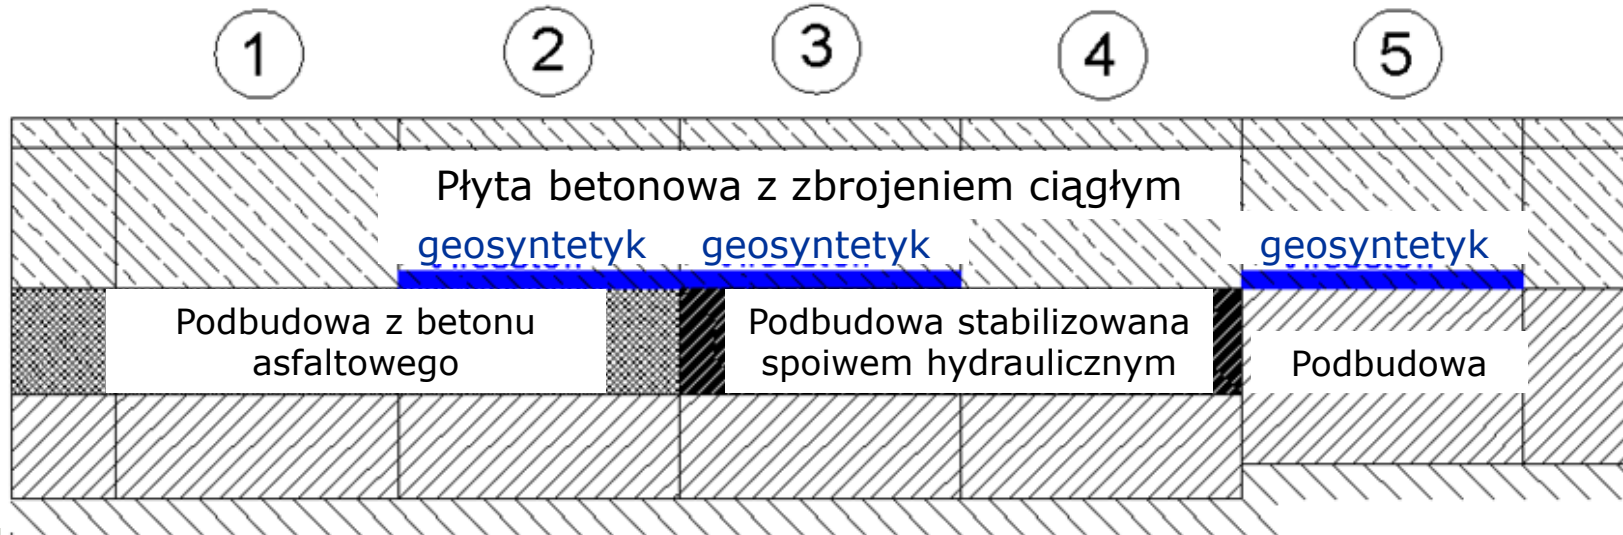 1 2 3 4 5
Płyta betonowa z zbrojeniem ciągłym
geosyntetyk geosyntetyk geosyntetyk
Podbudowa z betonu
asfaltowego
Podbudowa stabilizowana
spoiwem hydraulicznym
Podbudowa